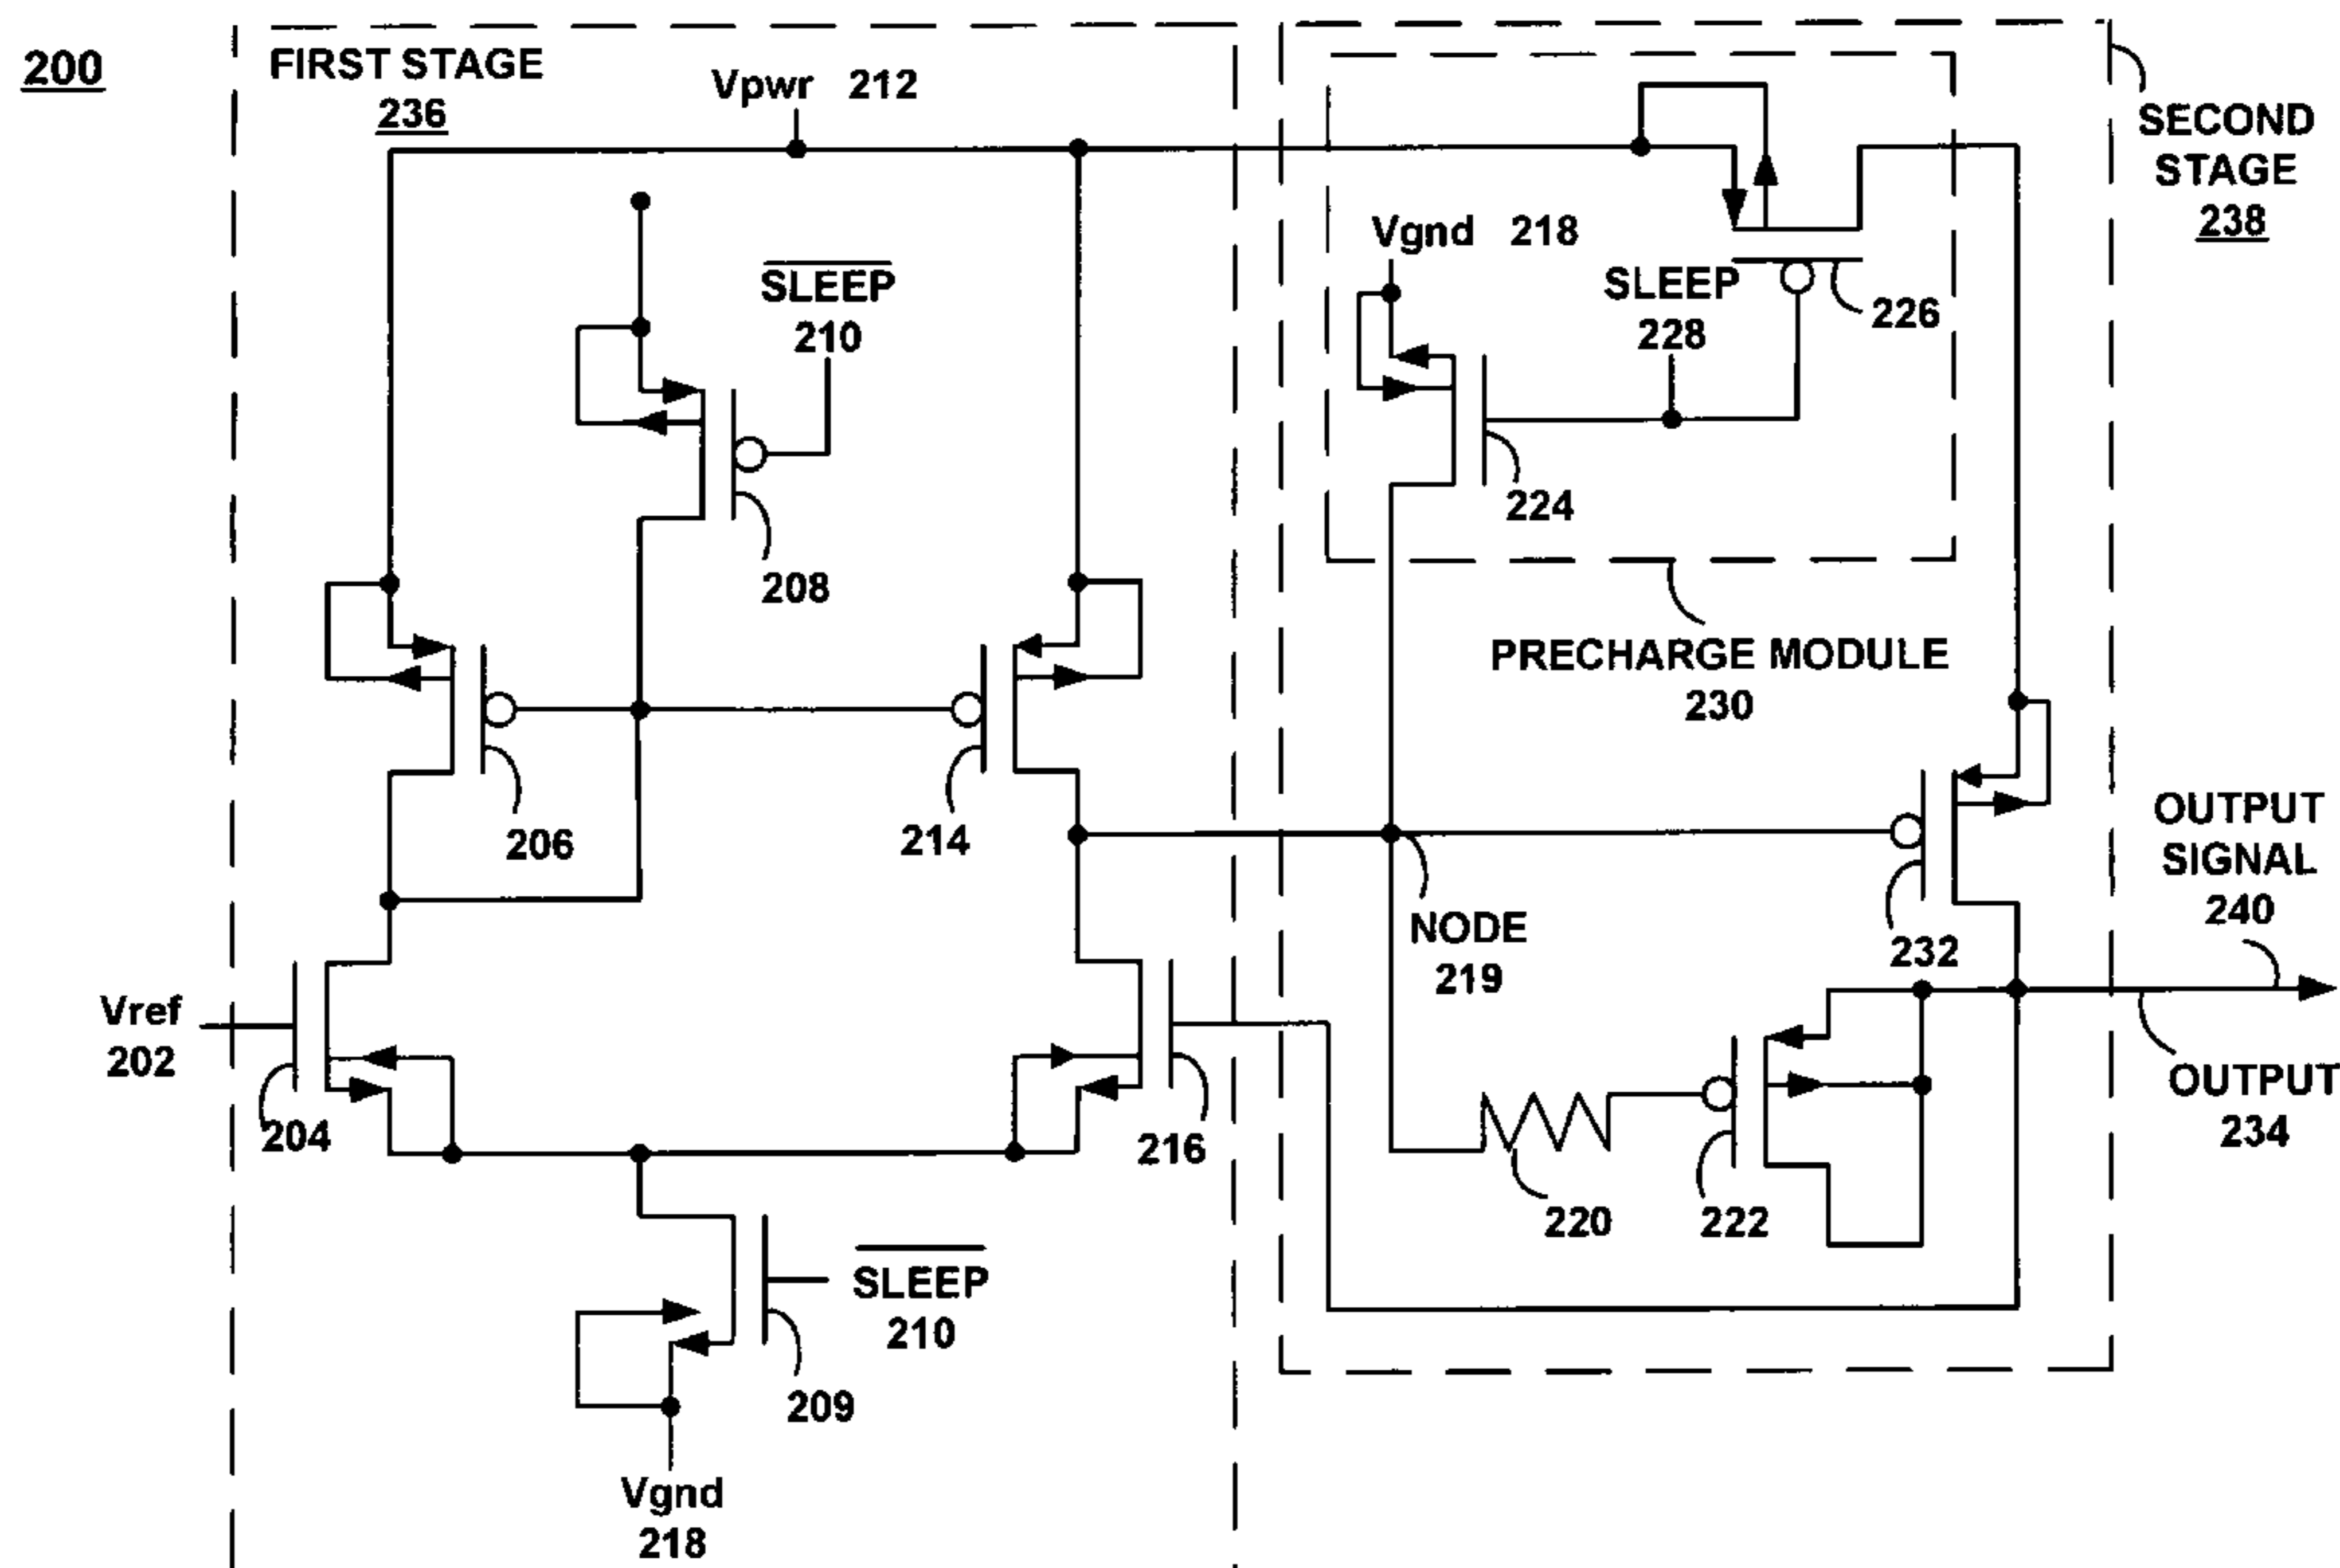 200
FIRST STAGE
236
Vpwr 212
SECOND
STAGE
238
SLEEP
210
Vgnd 218
SLEEP
228
226
224
208
PRECHARGE MODULE
230
206
214
OUTPUT
SIGNAL
240
NODE
219
232
Vref
202
204
216
OUTPUT
234
220
222
SLEEP
210
209
Vgnd
218